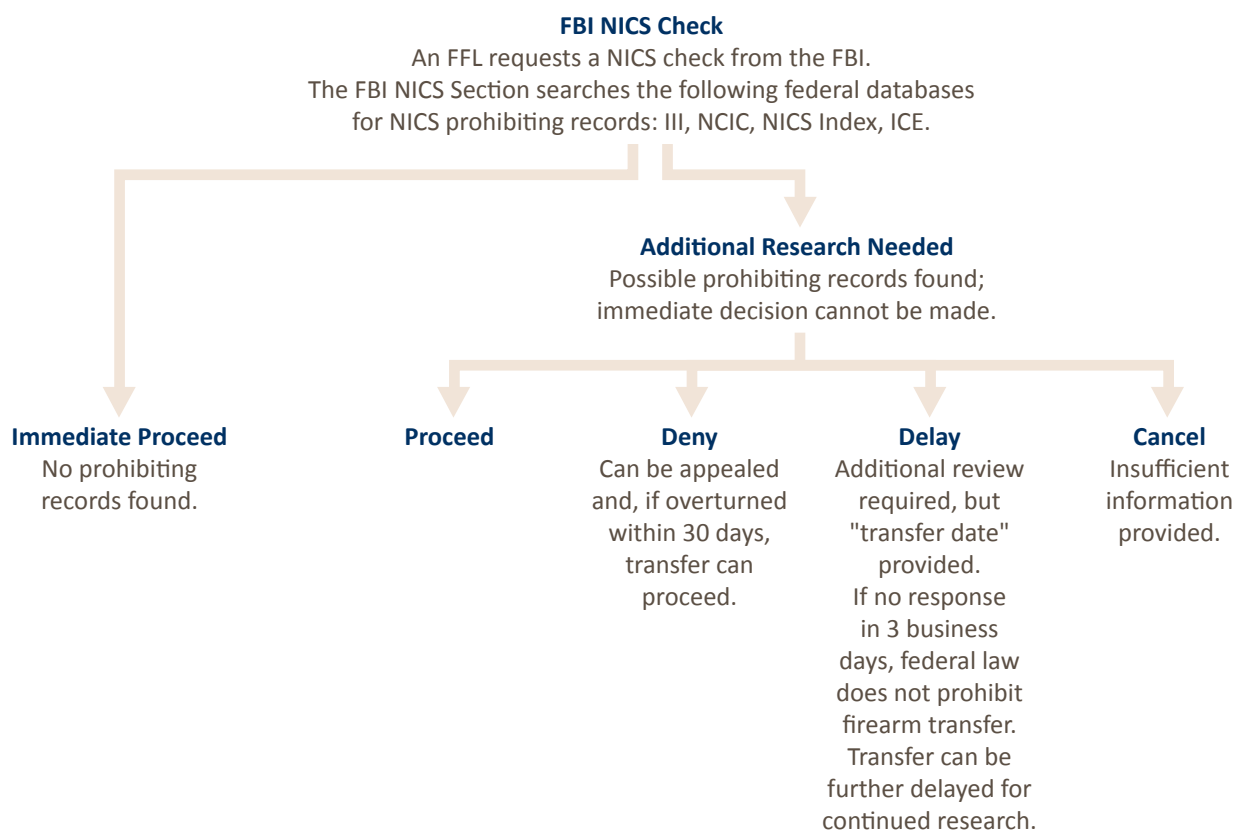 FBI NICS Check
An FFL requests a NICS check from the FBI.
The FBI NICS Section searches the following federal databases
for NICS prohibiting records: III, NCIC, NICS Index, ICE.
Additional Research Needed
Possible prohibiting records found;
immediate decision cannot be made.
Immediate Proceed
No prohibiting
records found.
Proceed
Deny
Can be appealed
and, if overturned
within 30 days,
transfer can
proceed.
Delay
Additional review
required, but
"transfer date"
provided.
If no response
in 3 business
days, federal law
does not prohibit
firearm transfer.
Transfer can be
further delayed for
continued research.
Cancel
Insufficient
information
provided.